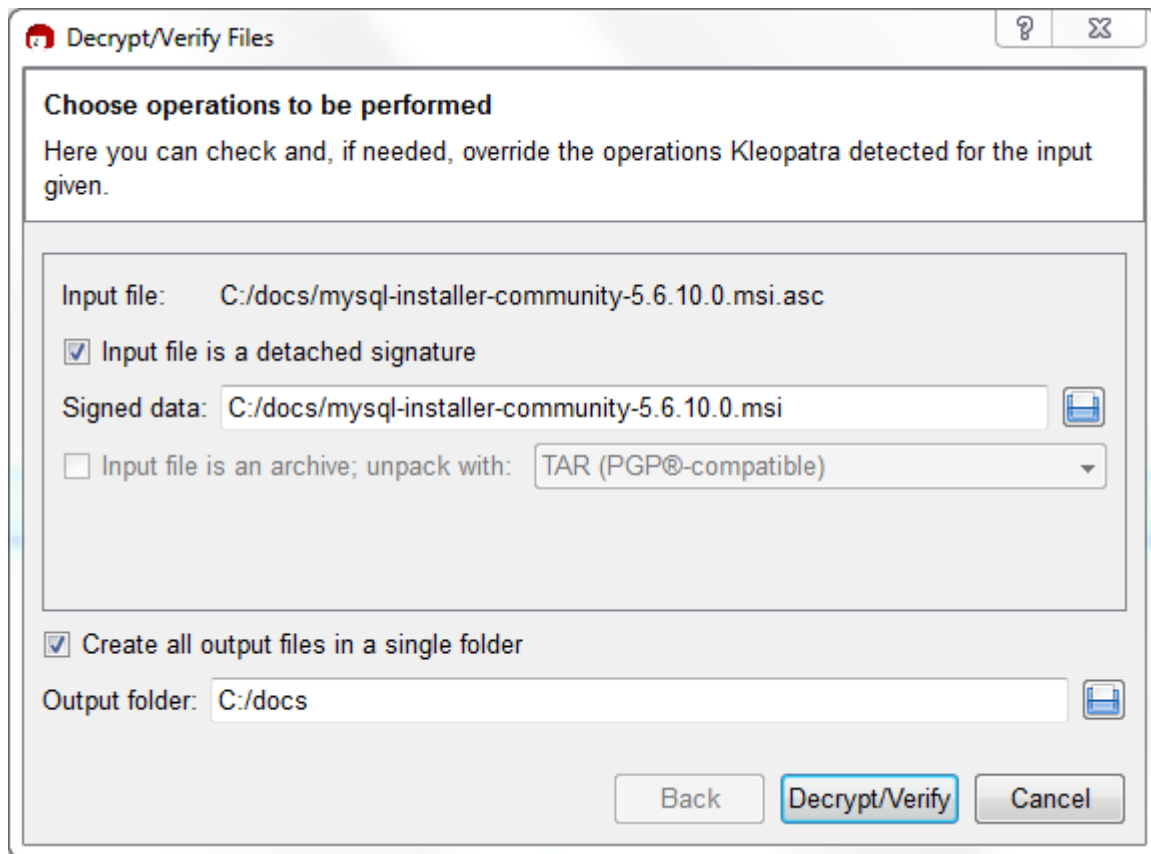 Decrypt/Verify Files
Choose operations to be performed
Here you can check and, if needed, override the operations Kleopatra detected for the input
given.
Input file: C:/docs/mysql-installer-community-5.6.10.0.msi.asc
Input file is a detached signature
Signed data: C:/docs/mysql-installer-community-5.6.10.0.msi
Input file is an archive; unpack with: TAR (PGP®-compatible)
Create all output files in a single folder
Output folder: C:/docs
Back Decrypt/Verify Cancel